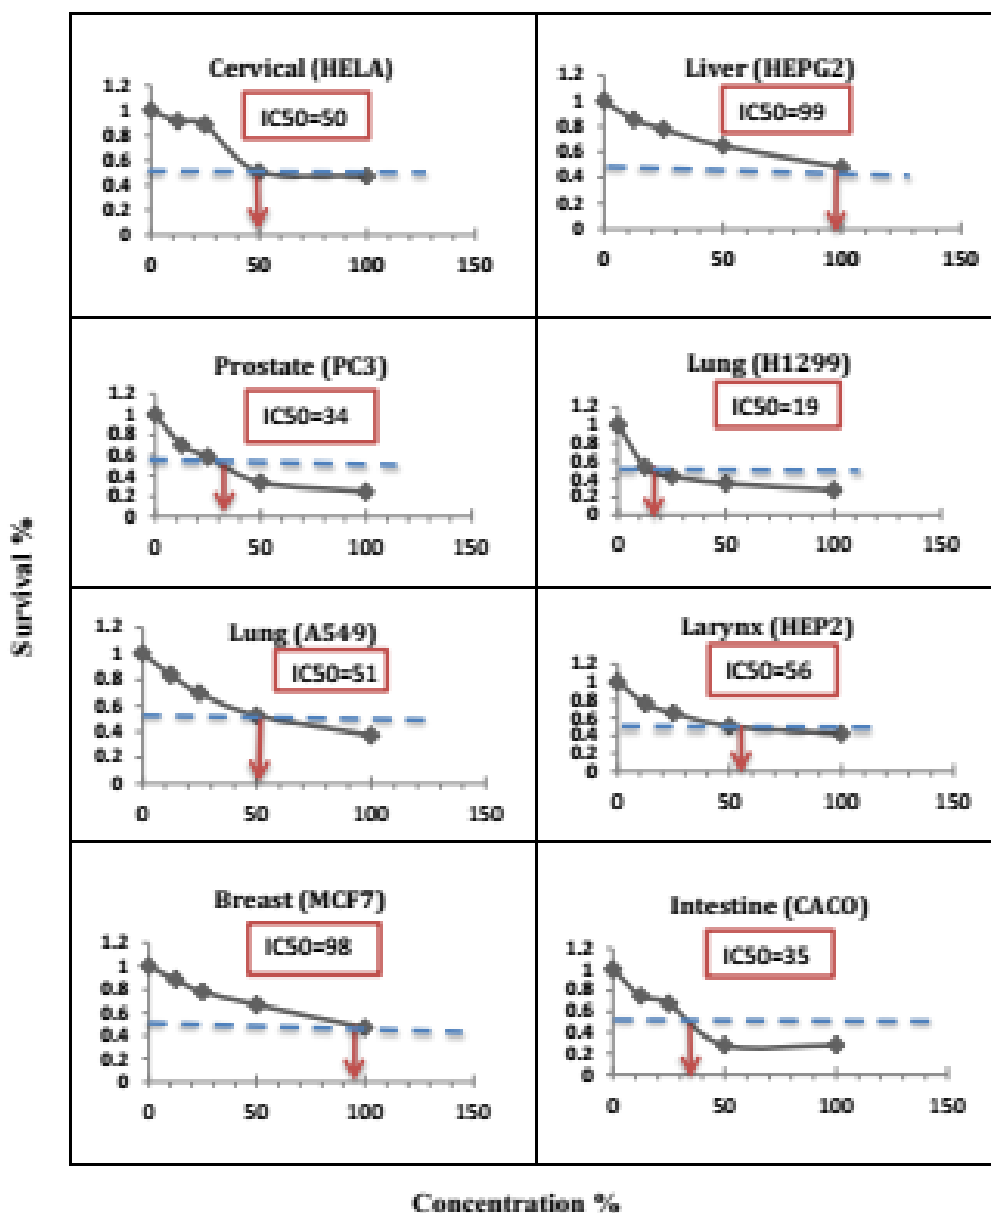 Survival %
Cervical (HELA)
IC50=50
1.2
1
0.8
0.6
0.4
0.2
0
0 50 100 150
Liver (HEPG2)
IC50=99
1.2
1
0.8
0.6
0.4
0.2
0
0 50 100 150
Prostate (PC3)
IC50=34
1.2
1
0.8
0.6
0.4
0.2
0
0 50 100 150
Lung (H1299)
IC50=19
1.2
1
0.8
0.6
0.4
0.2
0
0 50 100 150
Lung (A549)
IC50=51
1.2
1
0.8
0.6
0.4
0.2
0
0 50 100 150
Larynx (HEP2)
IC50=56
1.2
1
0.8
0.6
0.4
0.2
0
0 50 100 150
Breast (MCF7)
IC50=98
1.2
1
0.8
0.6
0.4
0.2
0
0 50 100 150
Intestine (CACO)
IC50=35
1.2
1
0.8
0.6
0.4
0.2
0
0 50 100 150
Concentration %